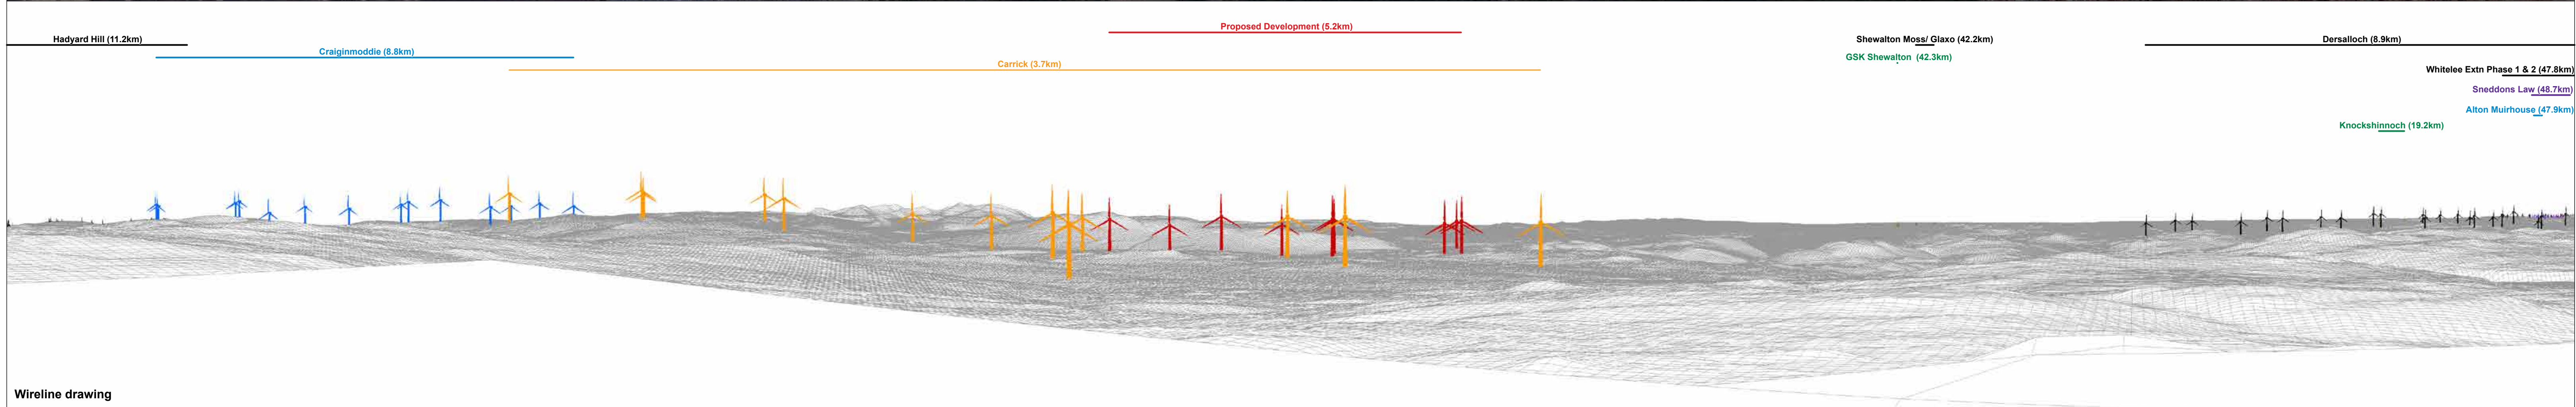 Proposed Development (5.2km)
Hadyard Hill (11.2km)
Shewalton Moss/ Glaxo (42.2km)
Dersalloch (8.9km)
Craiginmoddie (8.8km)
GSK Shewalton (42.3km)
Carrick (3.7km)
Whitelee Extn Phase 1 & 2 (47.8km)
Sneddons Law (48.7km)
Alton Muirhouse (47.9km)
Knockshinnoch (19.2km)
Wireline drawing